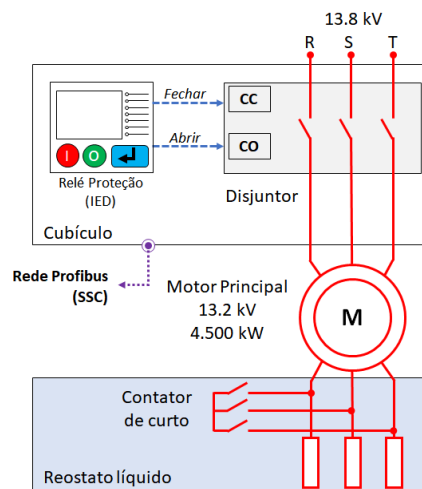 13.8 kV
R S T
Fechar
CC
Abrir
CO
I O
Relé Proteção
(IED)
Disjuntor
Cubículo
Rede Profibus
(SSC)
Motor Principal
13.2 kV
4.500 kW
M
Contator
de curto
Reostato líquido